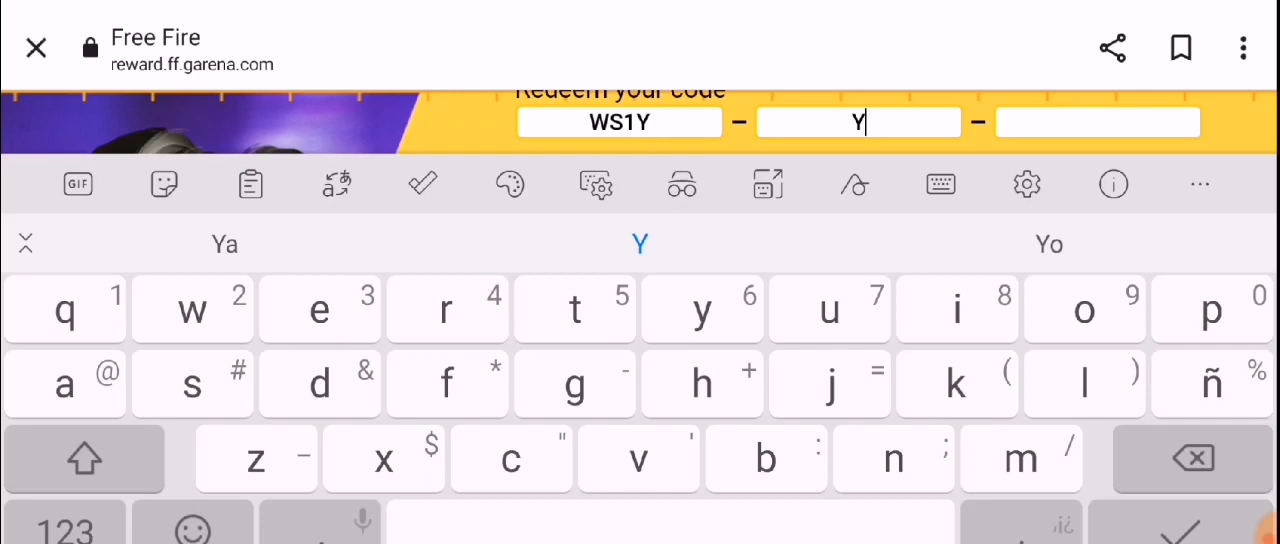 Free Fire
reward.ff.garena.com
Redeem your code
WS1Y – Y –
GIF
Ya Y Yo
q 1 w 2 e 3 r 4 t 5 y 6 u 7 i 8 o 9 p 0
a @ s # d & f * g - h + j = k ( l ) ñ %
z _ x $ c " v ' b : n ; m /
123 , . !¿